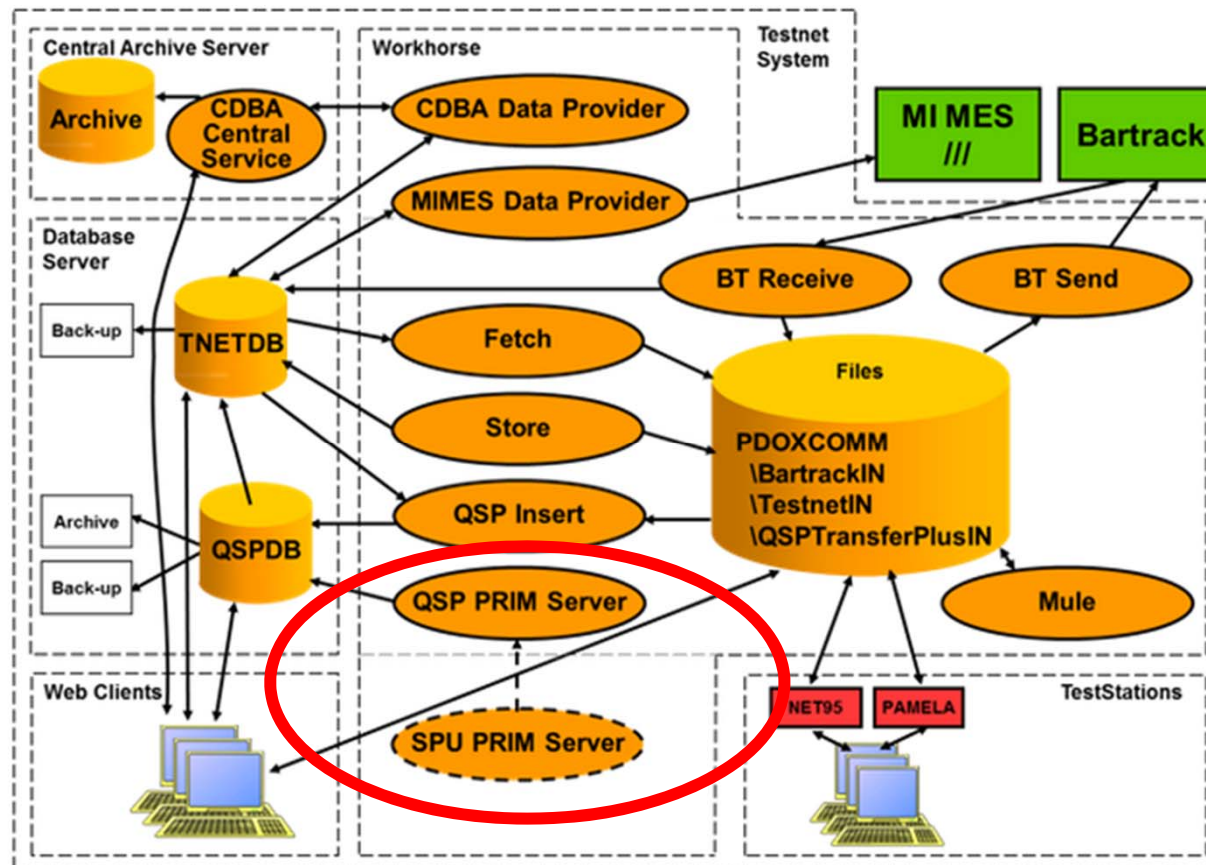 Central Archive Server
Archive
CDBA
Central
Service
Workhorse
CDBA Data Provider
MIMES Data Provider
Testnet
System
MI MES
///
Bartrack
Database
Server
Back-up
TNETDB
Fetch
Store
QSP Insert
BT Receive
BT Send
Files
PDOXCOMM
\BartrackIN
\TestnetIN
\QSPTransferPlusIN
Archive
Back-up
QSPDB
QSP PRIM Server
Mule
Web Clients
SPU PRIM Server
NET95
PAMELA
TestStations